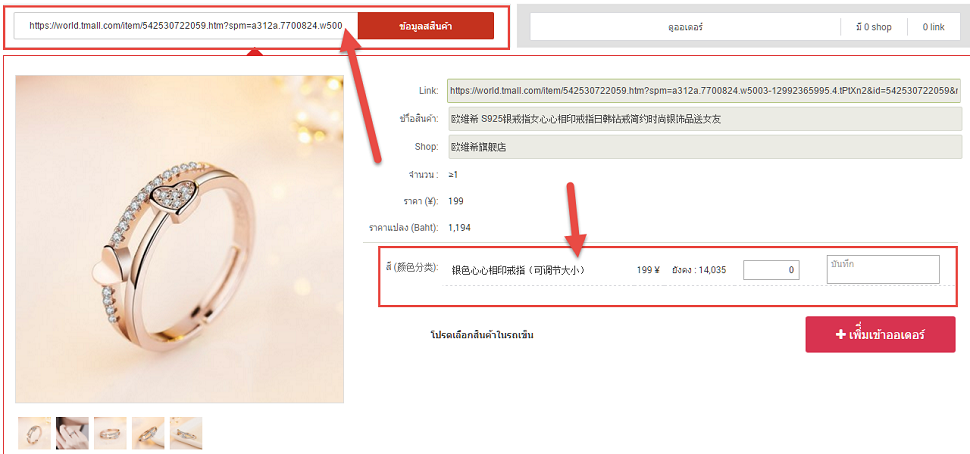 https://world.tmall.com/item/542530722059.htm?spm=a312a.7700824.w500 ข้อมูลสสินค้า ดูออเดอร์ มี 0 shop 0 link
Link: https://world.tmall.com/item/542530722059.htm?spm=a312a.7700824.w5003-12992365995.4.tPtXn2&id=542530722059&r
ชื่อสินค้า: 欧维希 S925银戒指女心心相印戒指日韩钻戒简约时尚银饰品送女友
Shop: 欧维希旗舰店
จำนวน : ≥1
ราคา (¥): 199
ราคาแปลง (Baht): 1,194
สี (颜色分类): 银色心心相印戒指（可调节大小） 199 ¥ ยังคง : 14,035 0 บันทึก
โปรดเลือกสินค้าในรถเข็น + เพิ่มเข้าออเดอร์